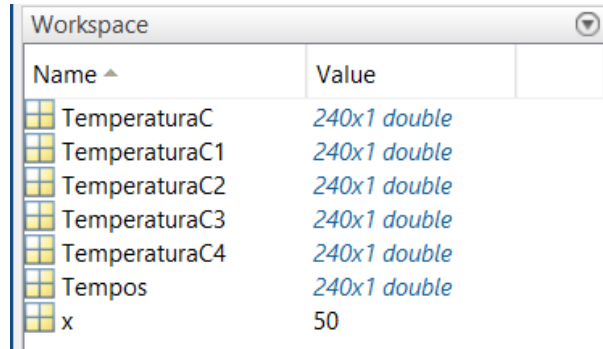 Workspace
Name Value
TemperaturaC 240x1 double
TemperaturaC1 240x1 double
TemperaturaC2 240x1 double
TemperaturaC3 240x1 double
TemperaturaC4 240x1 double
Tempos 240x1 double
x 50